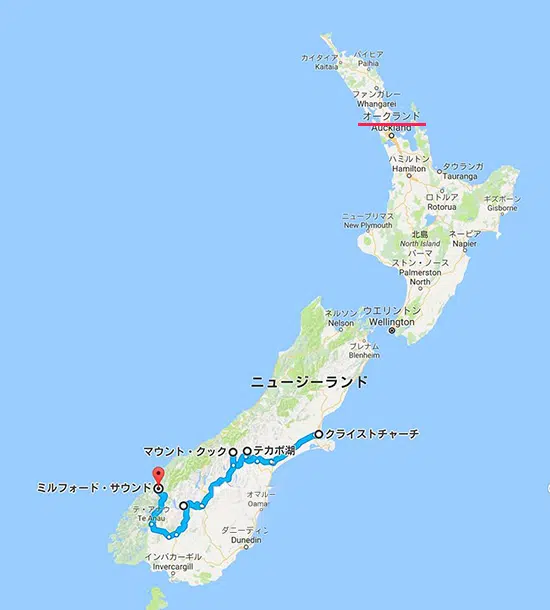 カイタイア
Kaitaia
パイヒア
Paihia
ファンガレー
Whangarei
オークランド
Auckland
ハミルトン
Hamilton
タウランガ
Tauranga
ロトルア
Rotorua
ギズボーン
Gisborne
ニュープリマス
New Plymouth
北島
North Island
ネーピア
Napier
パーマ
ストン・ノース
Palmerston
North
ネルソン
Nelson
ウエリントン
Wellington
ブレナム
Blenheim
ニュージーランド
クライストチャーチ
マウント・クック
テカポ湖
ミルフォード・サウンド
テ・アナウ
Te Anau
オマルー
Oamar
ダニーディン
Dunedin
インバカーギル
Invercargill